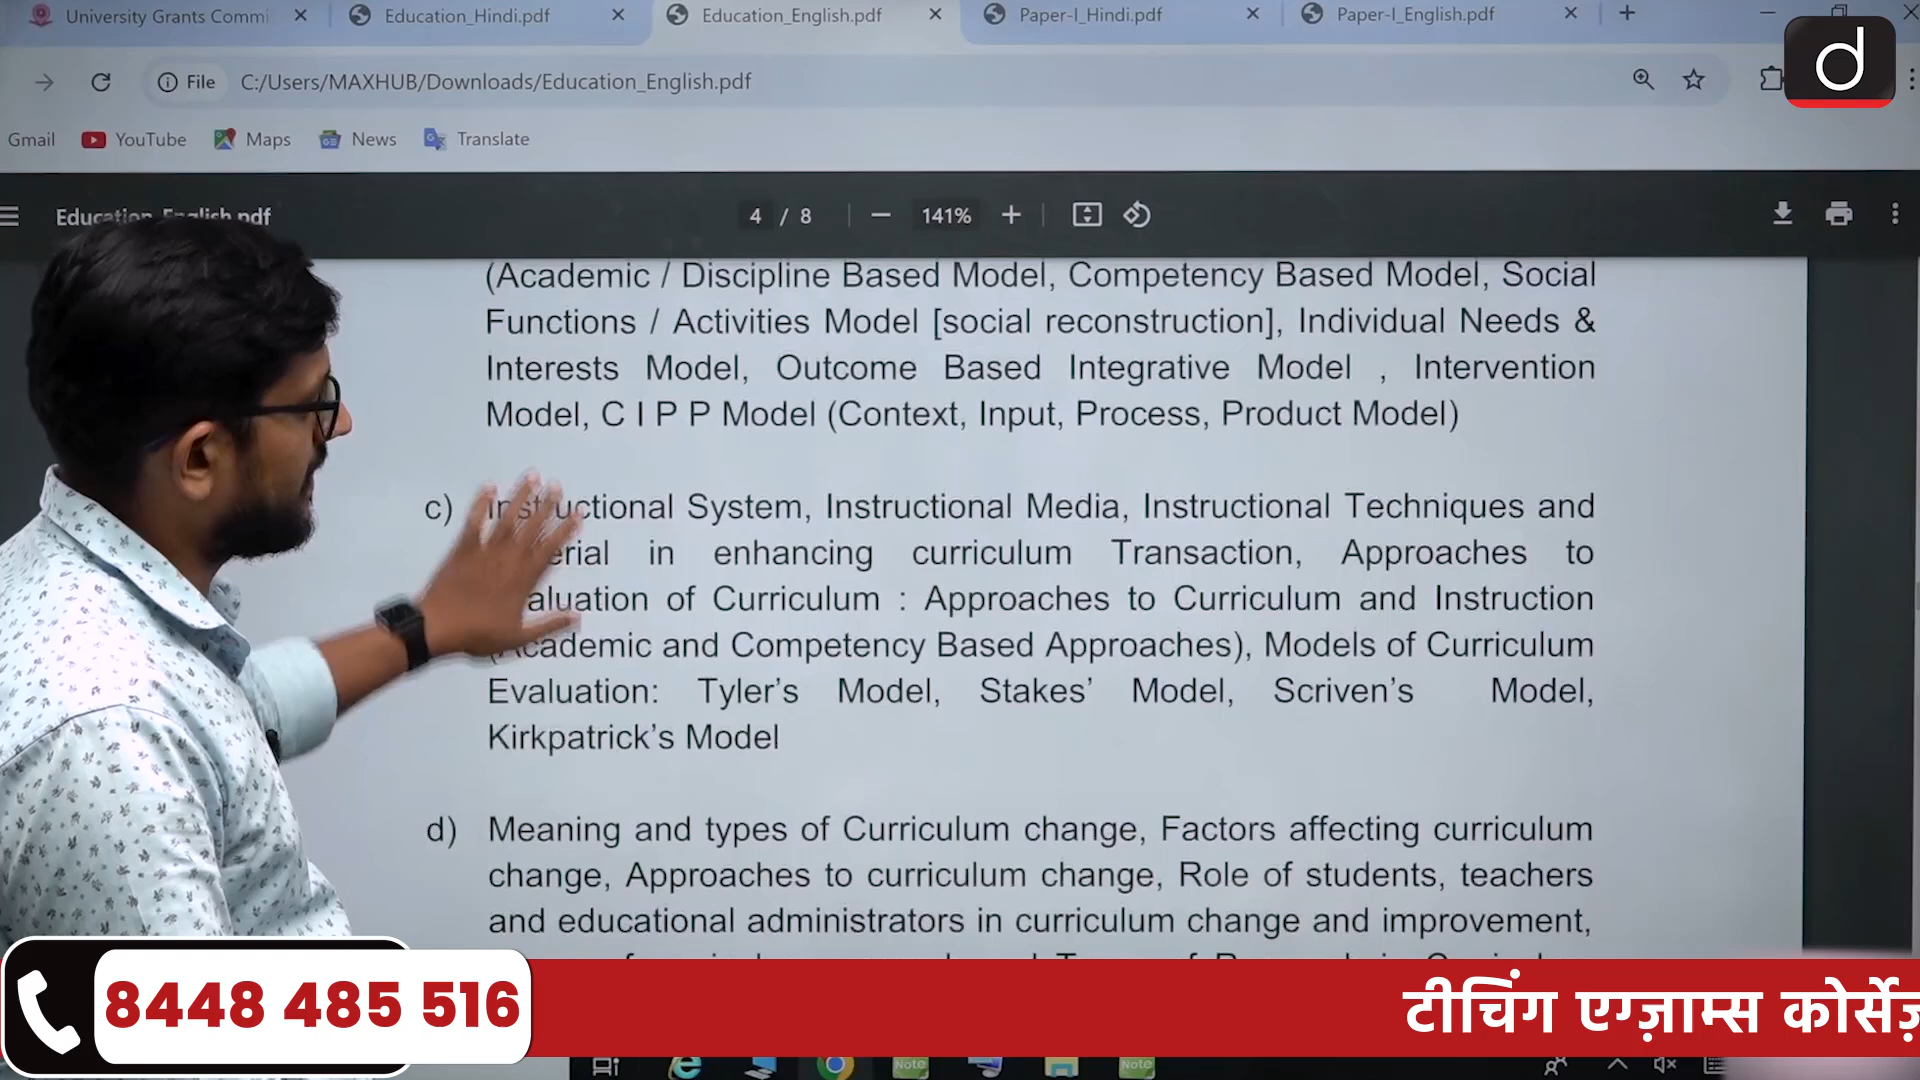 University Grants Commi
Education_Hindi.pdf
Education_English.pdf
Paper-I_Hindi.pdf
Paper-I_English.pdf
File C:/Users/MAXHUB/Downloads/Education_English.pdf
Gmail YouTube Maps News Translate
Education_English.pdf
4 / 8
141%
d
(Academic / Discipline Based Model, Competency Based Model, Social
Functions / Activities Model [social reconstruction], Individual Needs &
Interests Model, Outcome Based Integrative Model , Intervention
Model, C I P P Model (Context, Input, Process, Product Model)
c) Instructional System, Instructional Media, Instructional Techniques and
in enhancing curriculum Transaction, Approaches to
of Curriculum : Approaches to Curriculum and Instruction
(Academic and Competency Based Approaches), Models of Curriculum
Evaluation: Tyler's Model, Stakes' Model, Scriven's Model,
Kirkpatrick's Model
d) Meaning and types of Curriculum change, Factors affecting curriculum
change, Approaches to curriculum change, Role of students, teachers
and educational administrators in curriculum change and improvement,
8448 485 516
टीचिंग एग्ज़ाम्स कोर्सेज़
Note
Note